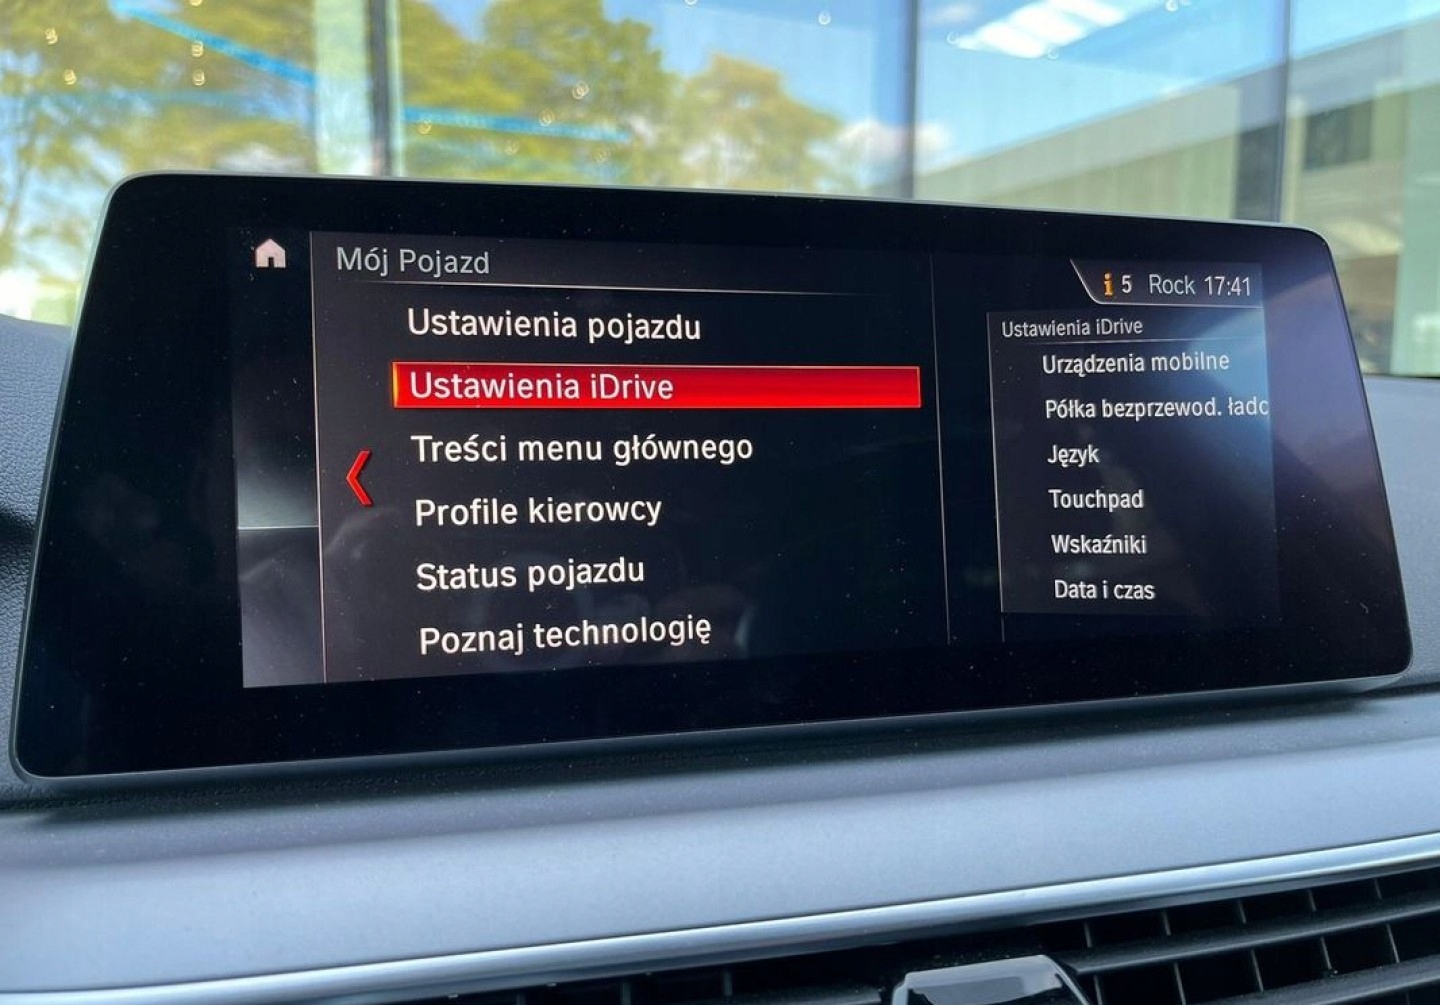 Mój Pojazd
i 5 Rock 17:41
Ustawienia pojazdu
Ustawienia iDrive
Treści menu głównego
Profile kierowcy
Status pojazdu
Poznaj technologię
Ustawienia iDrive
Urządzenia mobilne
Półka bezprzewod. ładc
Język
Touchpad
Wskaźniki
Data i czas